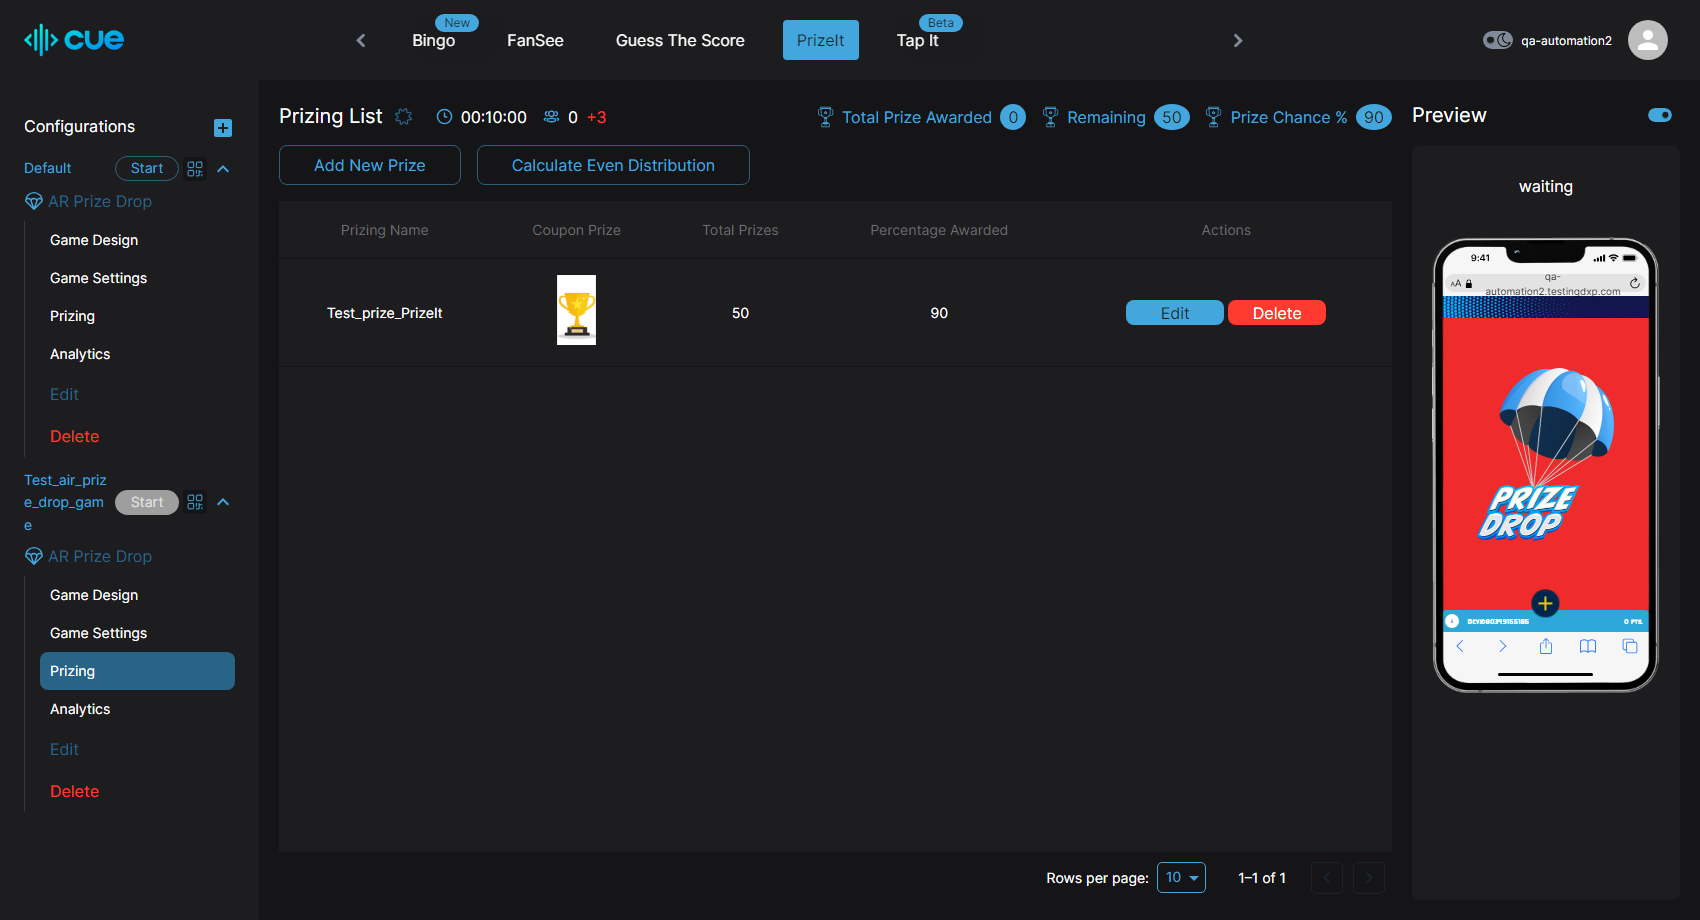 cue
New
Bingo
FanSee
Guess The Score
PrizeIt
Beta
Tap It
qa-automation2
Configurations
Default
Start
AR Prize Drop
Game Design
Game Settings
Prizing
Analytics
Edit
Delete
Test_air_priz
e_drop_gam
e
Start
AR Prize Drop
Game Design
Game Settings
Prizing
Analytics
Edit
Delete
Prizing List
00:10:00
0 +3
Total Prize Awarded 0
Remaining 50
Prize Chance % 90
Add New Prize
Calculate Even Distribution
Prizing Name
Coupon Prize
Total Prizes
Percentage Awarded
Actions
Test_prize_PrizeIt
50
90
Edit
Delete
Rows per page: 10
1–1 of 1
Preview
waiting
9:41
AA
qa-
automation2.testingdxp.com
PRIZE
DROP
0 PTS.